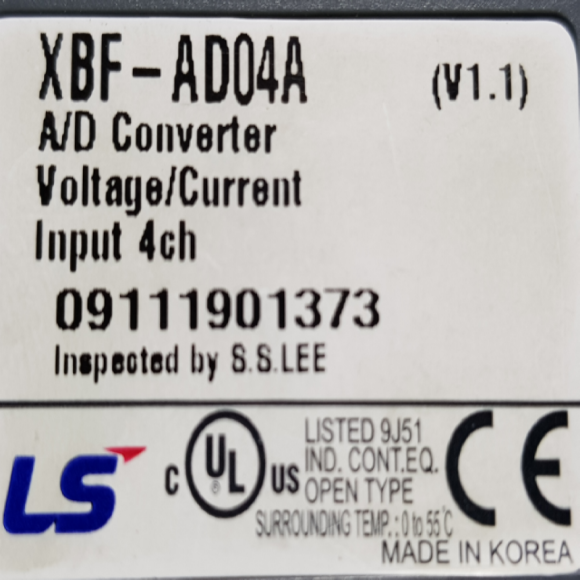 XBF-AD04A (V1.1)
A/D Converter
Voltage/Current
Input 4ch
09111901373
Inspected by S.S.LEE
LS
C UL US
LISTED 9J51
IND. CONT.EQ.
OPEN TYPE
SURROUNDING TEMP.: 0 to 55℃
CE
MADE IN KOREA